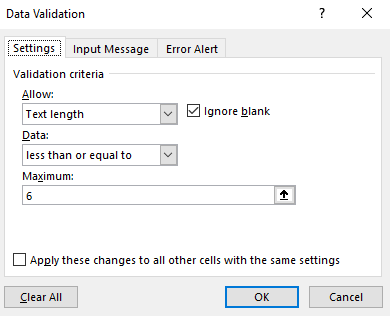 Data Validation
Settings Input Message Error Alert
Validation criteria
Allow:
Text length Ignore blank
Data:
less than or equal to
Maximum:
6
Apply these changes to all other cells with the same settings
Clear All OK Cancel